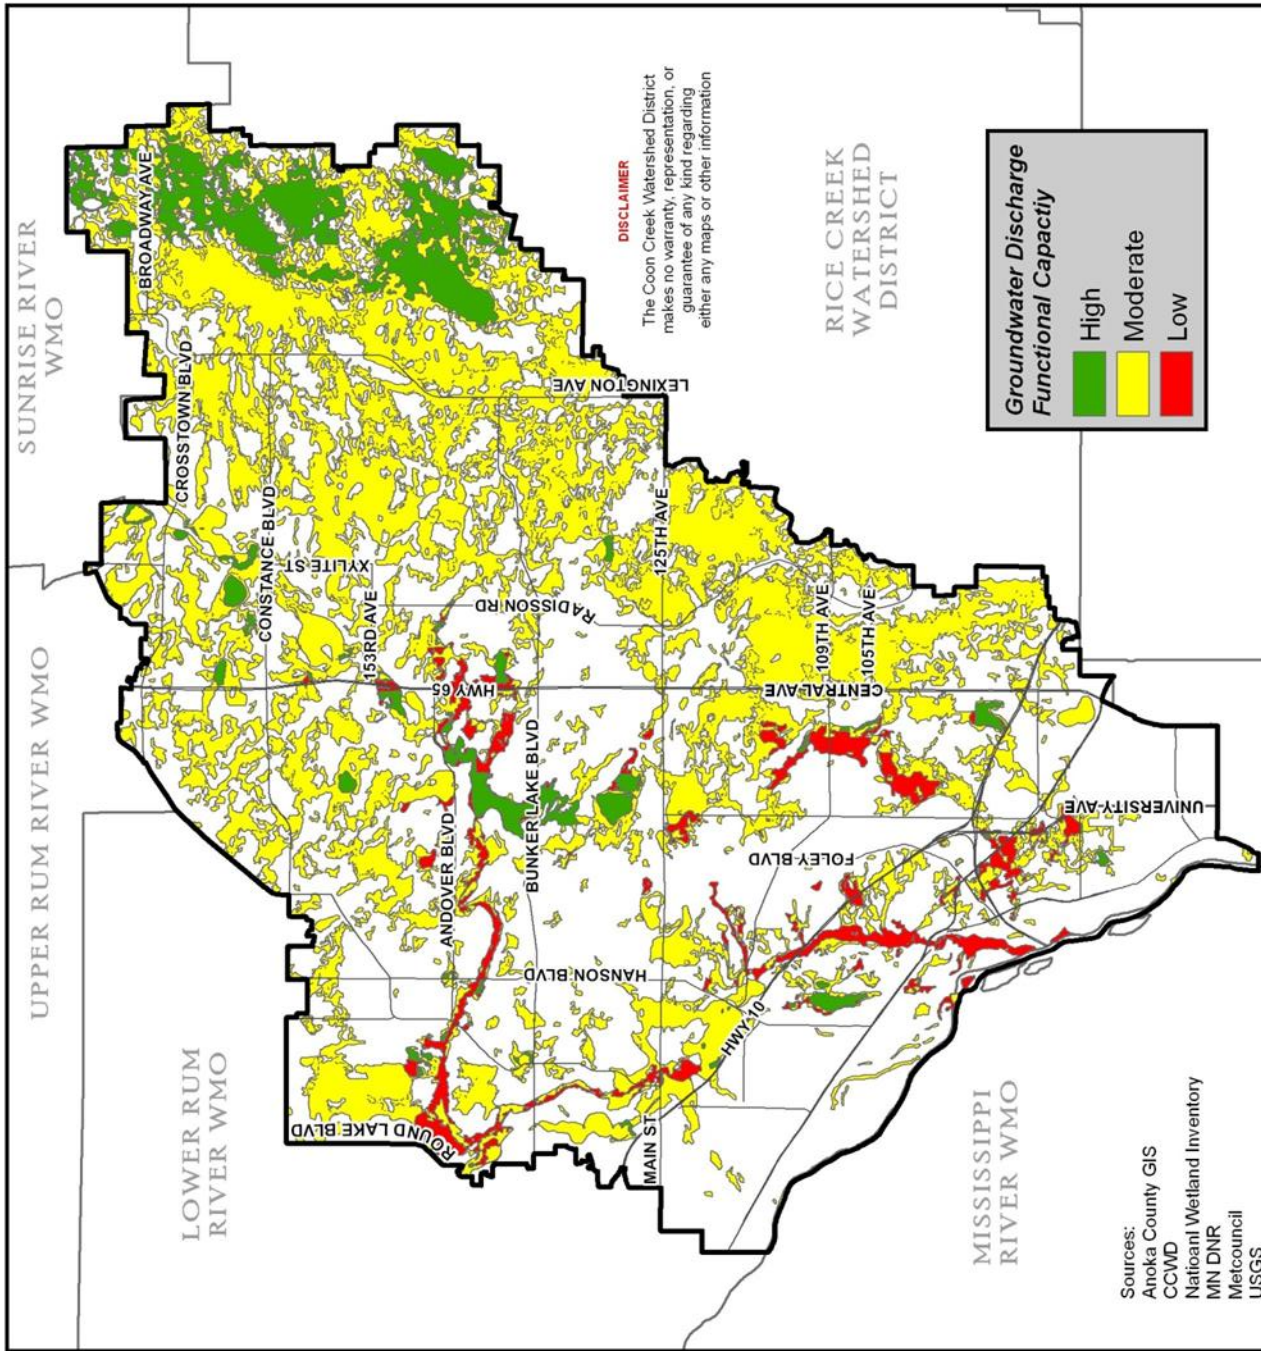 SUNRISE RIVER
WMO
UPPER RUM RIVER WMO
LOWER RUM
RIVER WMO
BROADWAY AVE
CROSSTOWN BLVD
CONSTANCE BLVD
XYLITE ST
153RD AVE
LEXINGTON AVE
RADISSON RD
HWY 65
ANDOVER BLVD
BUNKER LAKE BLVD
ROUND LAKE BLVD
HANSON BLVD
125TH AVE
MAIN ST
CENTRAL AVE
109TH AVE
105TH AVE
FOLEY BLVD
HWY 10
UNIVERSITY AVE
DISCLAIMER
The Coon Creek Watershed District
makes no warranty, representation, or
guarantee of any kind regarding
either any maps or other information
RICE CREEK
WATERSHED
DISTRICT
MISSISSIPPI
RIVER WMO
Groundwater Discharge
Functional Capactiy
High
Moderate
Low
Sources:
Anoka County GIS
CCWD
Natioanl Wetland Inventory
MN DNR
Metcouncil
USGS